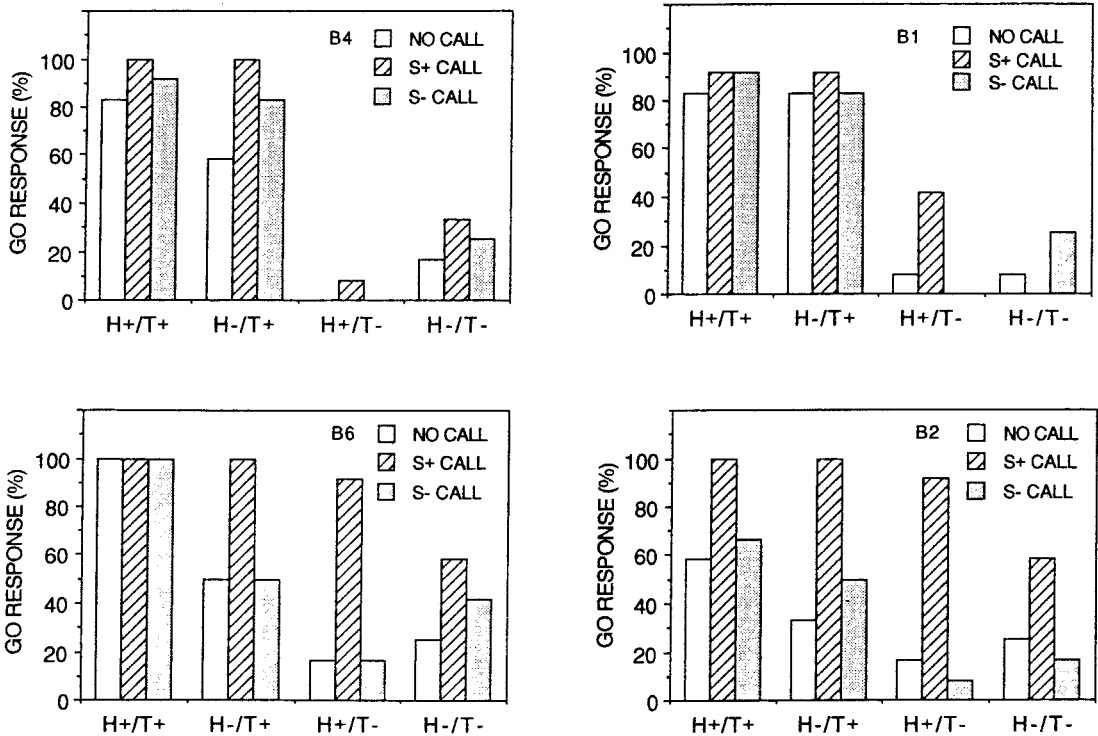 B4 NO CALL
S+ CALL
S- CALL
GO RESPONSE (%)
100
80
60
40
20
0
H+/T+ H-/T+ H+/T- H-/T-
B1 NO CALL
S+ CALL
S- CALL
GO RESPONSE (%)
100
80
60
40
20
0
H+/T+ H-/T+ H+/T- H-/T-
B6 NO CALL
S+ CALL
S- CALL
GO RESPONSE (%)
100
80
60
40
20
0
H+/T+ H-/T+ H+/T- H-/T-
B2 NO CALL
S+ CALL
S- CALL
GO RESPONSE (%)
100
80
60
40
20
0
H+/T+ H-/T+ H+/T- H-/T-